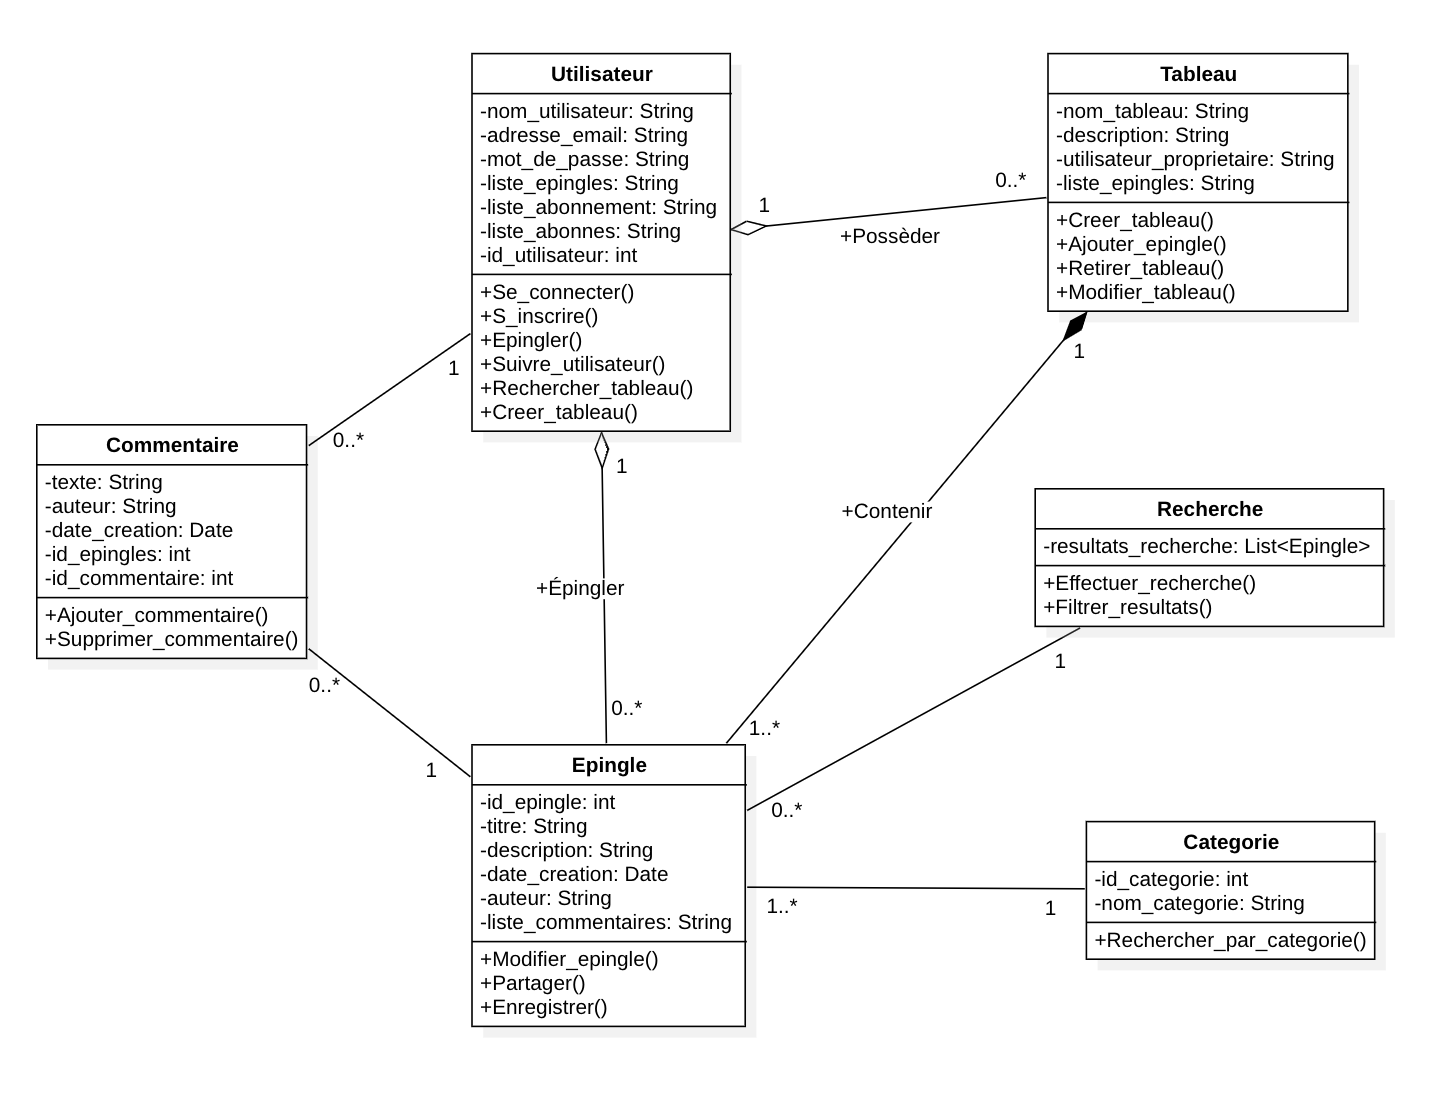 Utilisateur
-nom_utilisateur: String
-adresse_email: String
-mot_de_passe: String
-liste_epingles: String
-liste_abonnement: String
-liste_abonnes: String
-id_utilisateur: int
+Se_connecter()
+S_inscrire()
+Epingler()
+Suivre_utilisateur()
+Rechercher_tableau()
+Creer_tableau()
1
0..*
+Possèder
Tableau
-nom_tableau: String
-description: String
-utilisateur_proprietaire: String
-liste_epingles: String
+Creer_tableau()
+Ajouter_epingle()
+Retirer_tableau()
+Modifier_tableau()
1
1
0..*
Commentaire
-texte: String
-auteur: String
-date_creation: Date
-id_epingles: int
-id_commentaire: int
+Ajouter_commentaire()
+Supprimer_commentaire()
0..*
1
1
+Épingler
0..*
+Contenir
1..*
Recherche
-resultats_recherche: List<Epingle>
+Effectuer_recherche()
+Filtrer_resultats()
1
0..*
Epingle
-id_epingle: int
-titre: String
-description: String
-date_creation: Date
-auteur: String
-liste_commentaires: String
+Modifier_epingle()
+Partager()
+Enregistrer()
1..*
1
Categorie
-id_categorie: int
-nom_categorie: String
+Rechercher_par_categorie()